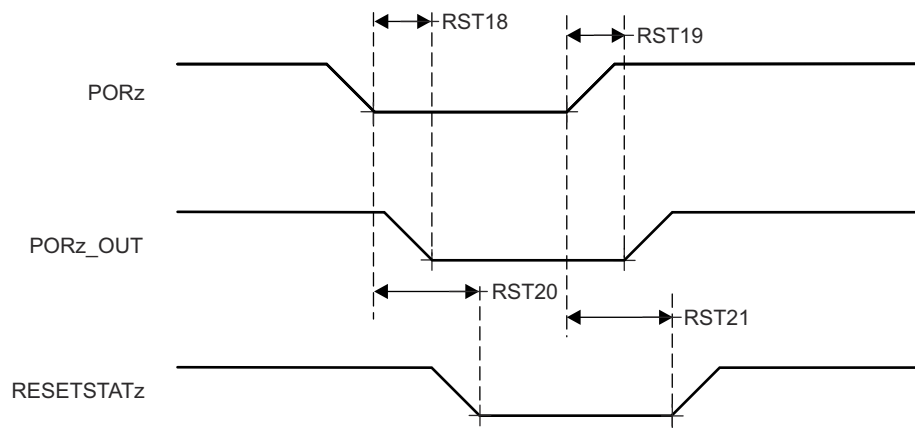 RST18
RST19
PORz
PORz_OUT
RST20
RST21
RESETSTATz